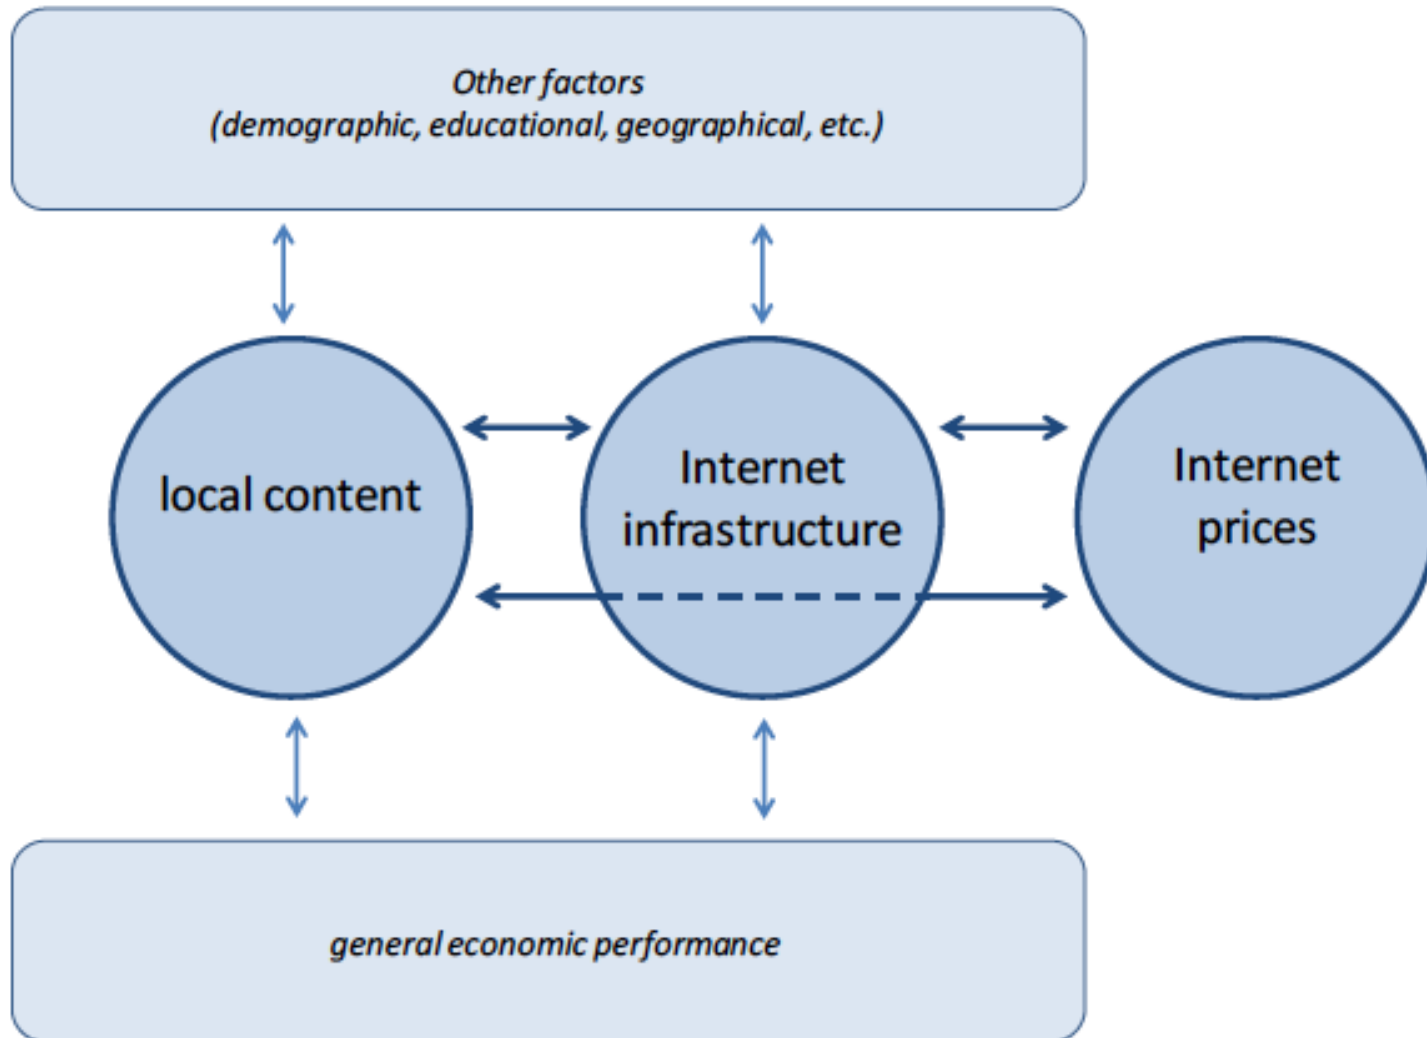 Other factors
(demographic, educational, geographical, etc.)
local content
Internet
infrastructure
Internet
prices
general economic performance